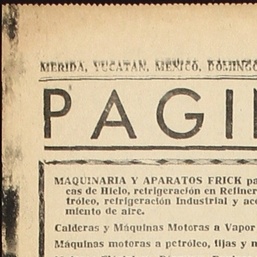 MERIDA, YUCATAN, MEXICO, DOMINGO
PAGI
MAQUINARIA Y APARATOS FRICK pa
cas de Hielo, refrigeración en Refiner
tróleo, refrigeración Industrial y ac
miento de aire.
Calderas y Máquinas Motoras a Vapor
Máquinas motoras a petróleo, fijas y